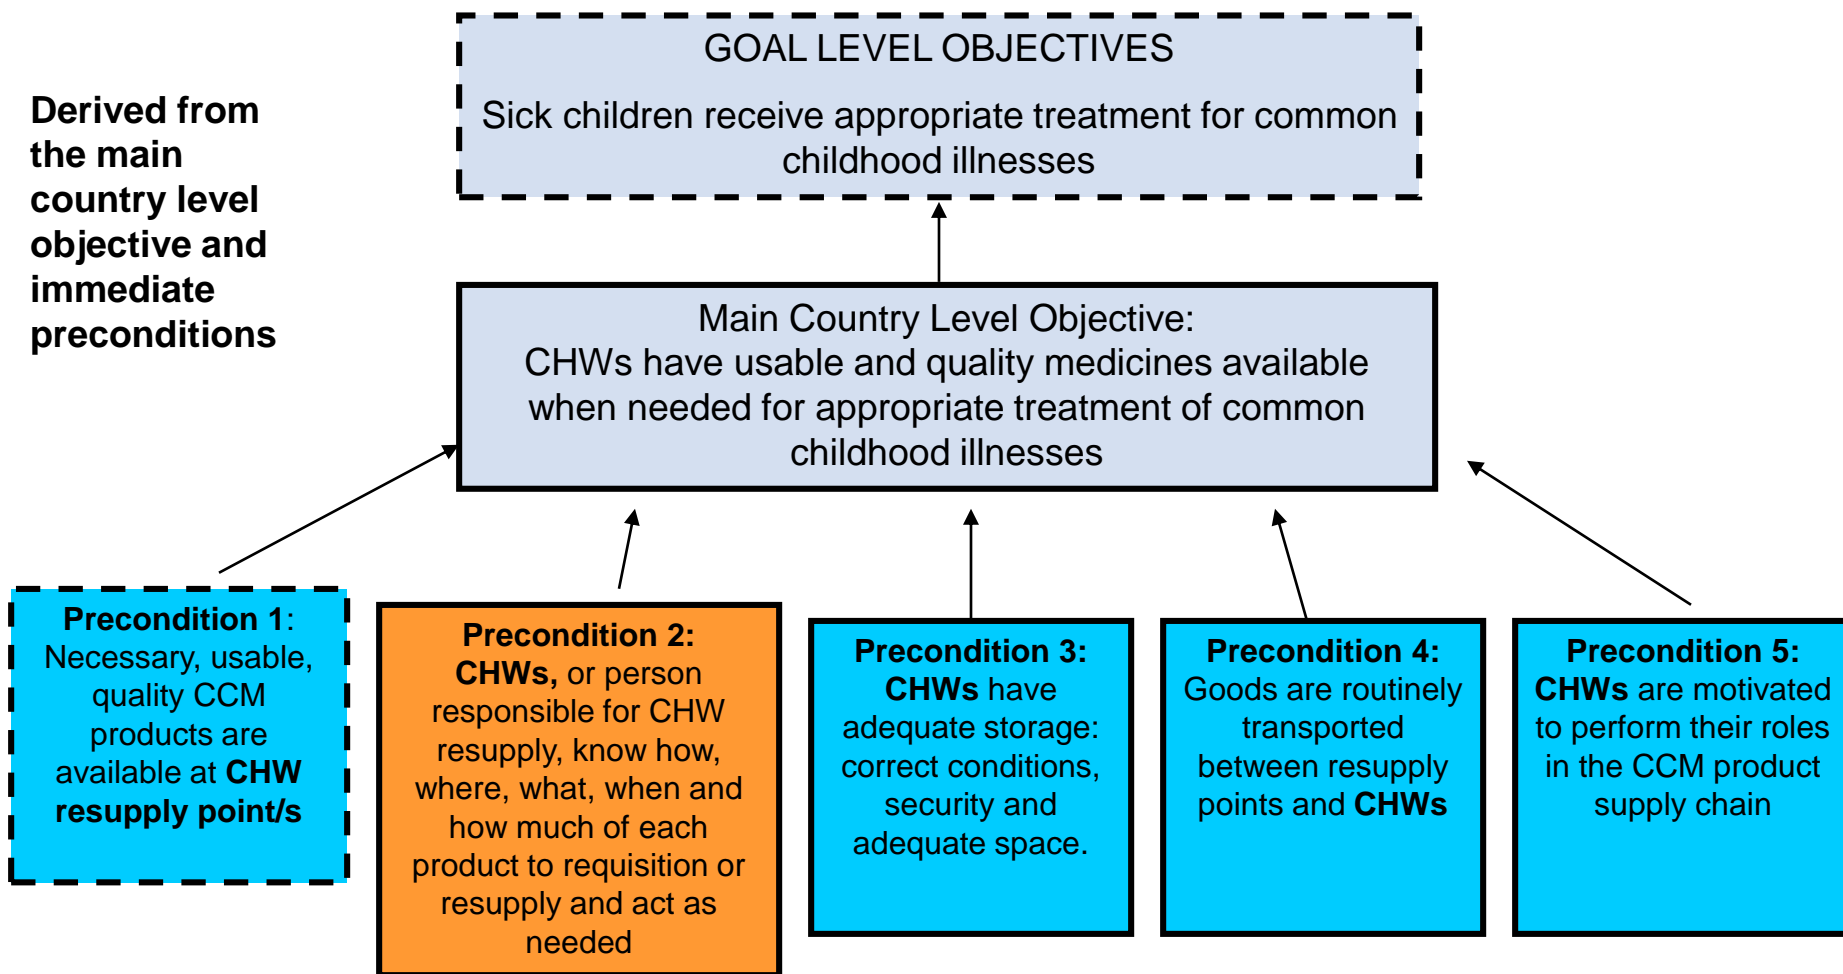 GOAL LEVEL OBJECTIVES
Sick children receive appropriate treatment for common
childhood illnesses
Derived from
the main
country level
objective and
immediate
preconditions
Main Country Level Objective:
CHWs have usable and quality medicines available
when needed for appropriate treatment of common
childhood illnesses
Precondition 1:
Necessary, usable,
quality CCM
products are
available at CHW
resupply point/s
Precondition 2:
CHWs, or person
responsible for CHW
resupply, know how,
where, what, when and
how much of each
product to requisition or
resupply and act as
needed
Precondition 3:
CHWs have
adequate storage:
correct conditions,
security and
adequate space.
Precondition 4:
Goods are routinely
transported
between resupply
points and CHWs
Precondition 5:
CHWs are motivated
to perform their roles
in the CCM product
supply chain